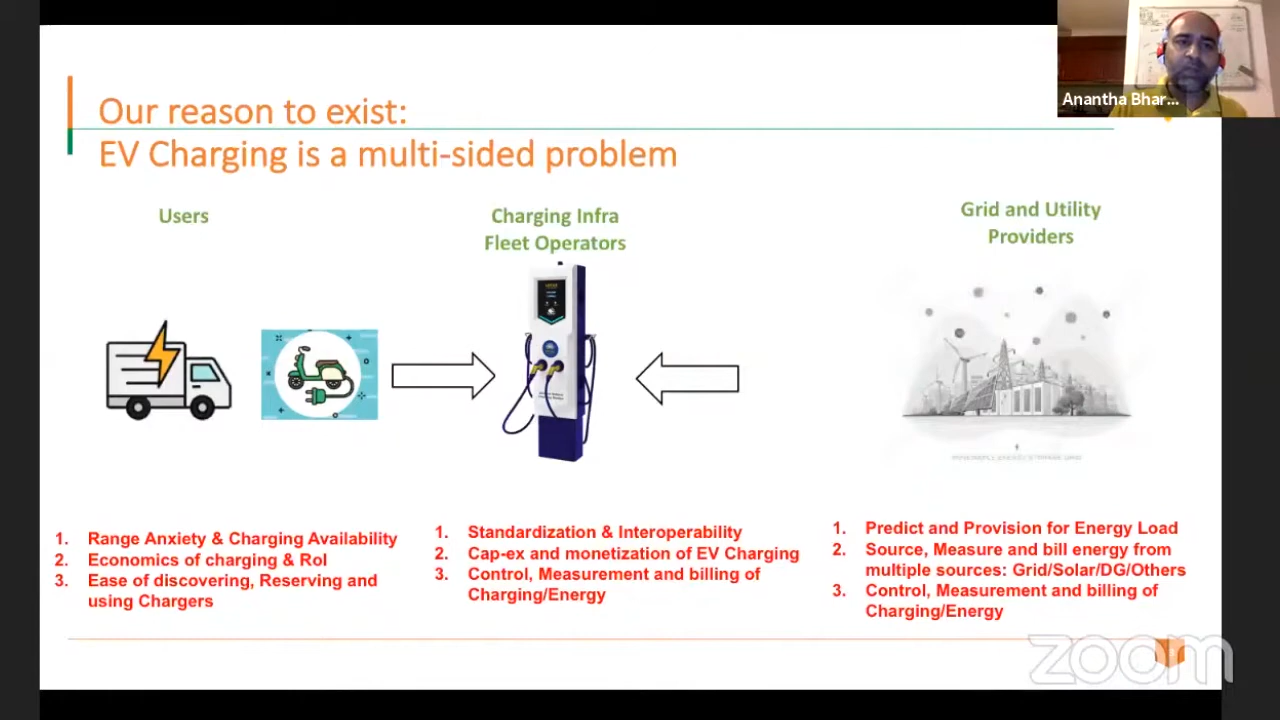 Our reason to exist:
EV Charging is a multi-sided problem
Anantha Bhar...
Users
Charging Infra
Fleet Operators
Grid and Utility
Providers
1. Range Anxiety & Charging Availability
2. Economics of charging & RoI
3. Ease of discovering, Reserving and
using Chargers
1. Standardization & Interoperability
2. Cap-ex and monetization of EV Charging
3. Control, Measurement and billing of
Charging/Energy
1. Predict and Provision for Energy Load
2. Source, Measure and bill energy from
multiple sources: Grid/Solar/DG/Others
3. Control, Measurement and billing of
Charging/Energy
zoom